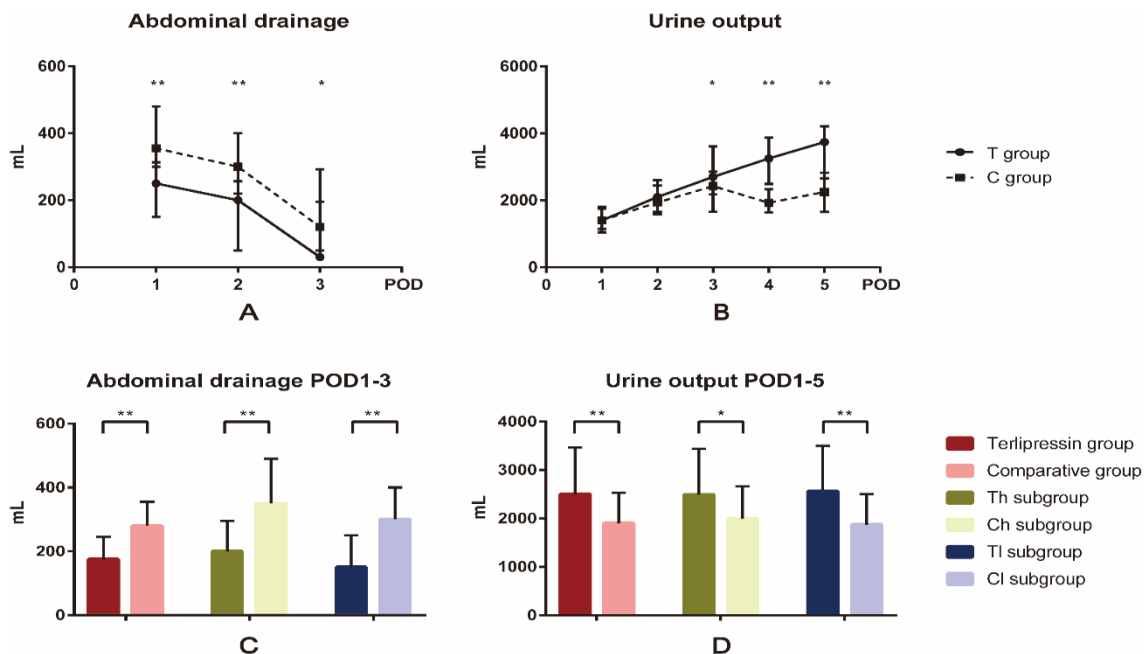 Abdominal drainage
600
400
200
0
mL
** ** *
0 1 2 3 POD
A
Urine output
6000
4000
2000
0
mL
* ** **
0 1 2 3 4 5 POD
B
T group
C group
Abdominal drainage POD1-3
600
400
200
0
mL
** ** **
C
Urine output POD1-5
4000
3000
2000
1000
0
mL
** * **
D
Terlipressin group
Comparative group
Th subgroup
Ch subgroup
Tl subgroup
Cl subgroup